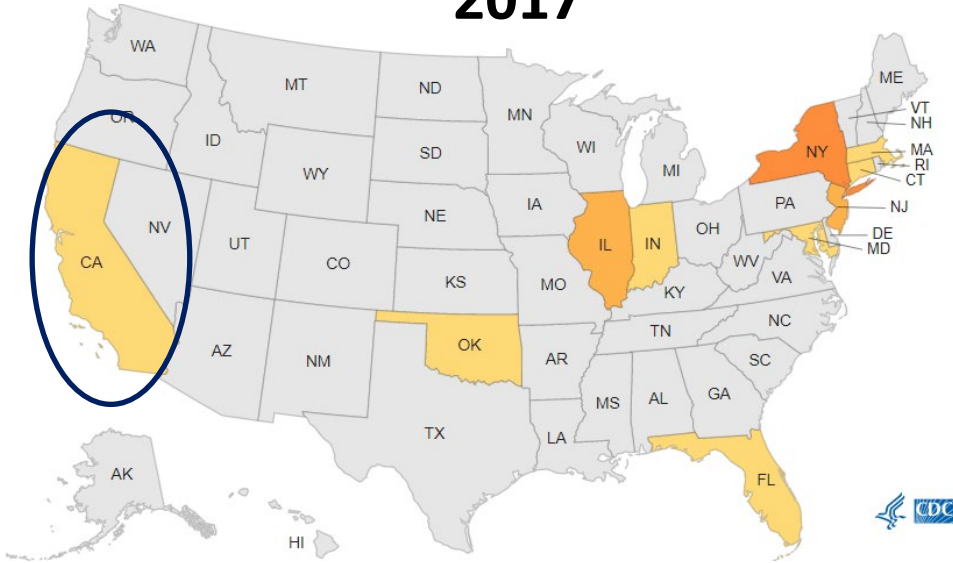 2017
WA
MT
ND
MN
ME
VT
NH
OR
ID
SD
WI
MI
NY
MA
RI
CT
WY
IA
PA
NJ
NV
NE
IL
IN
OH
DE
MD
UT
CO
KS
MO
WV
VA
KY
CA
AZ
NM
OK
AR
TN
NC
SC
TX
LA
MS
AL
GA
FL
AK
HI
CDC